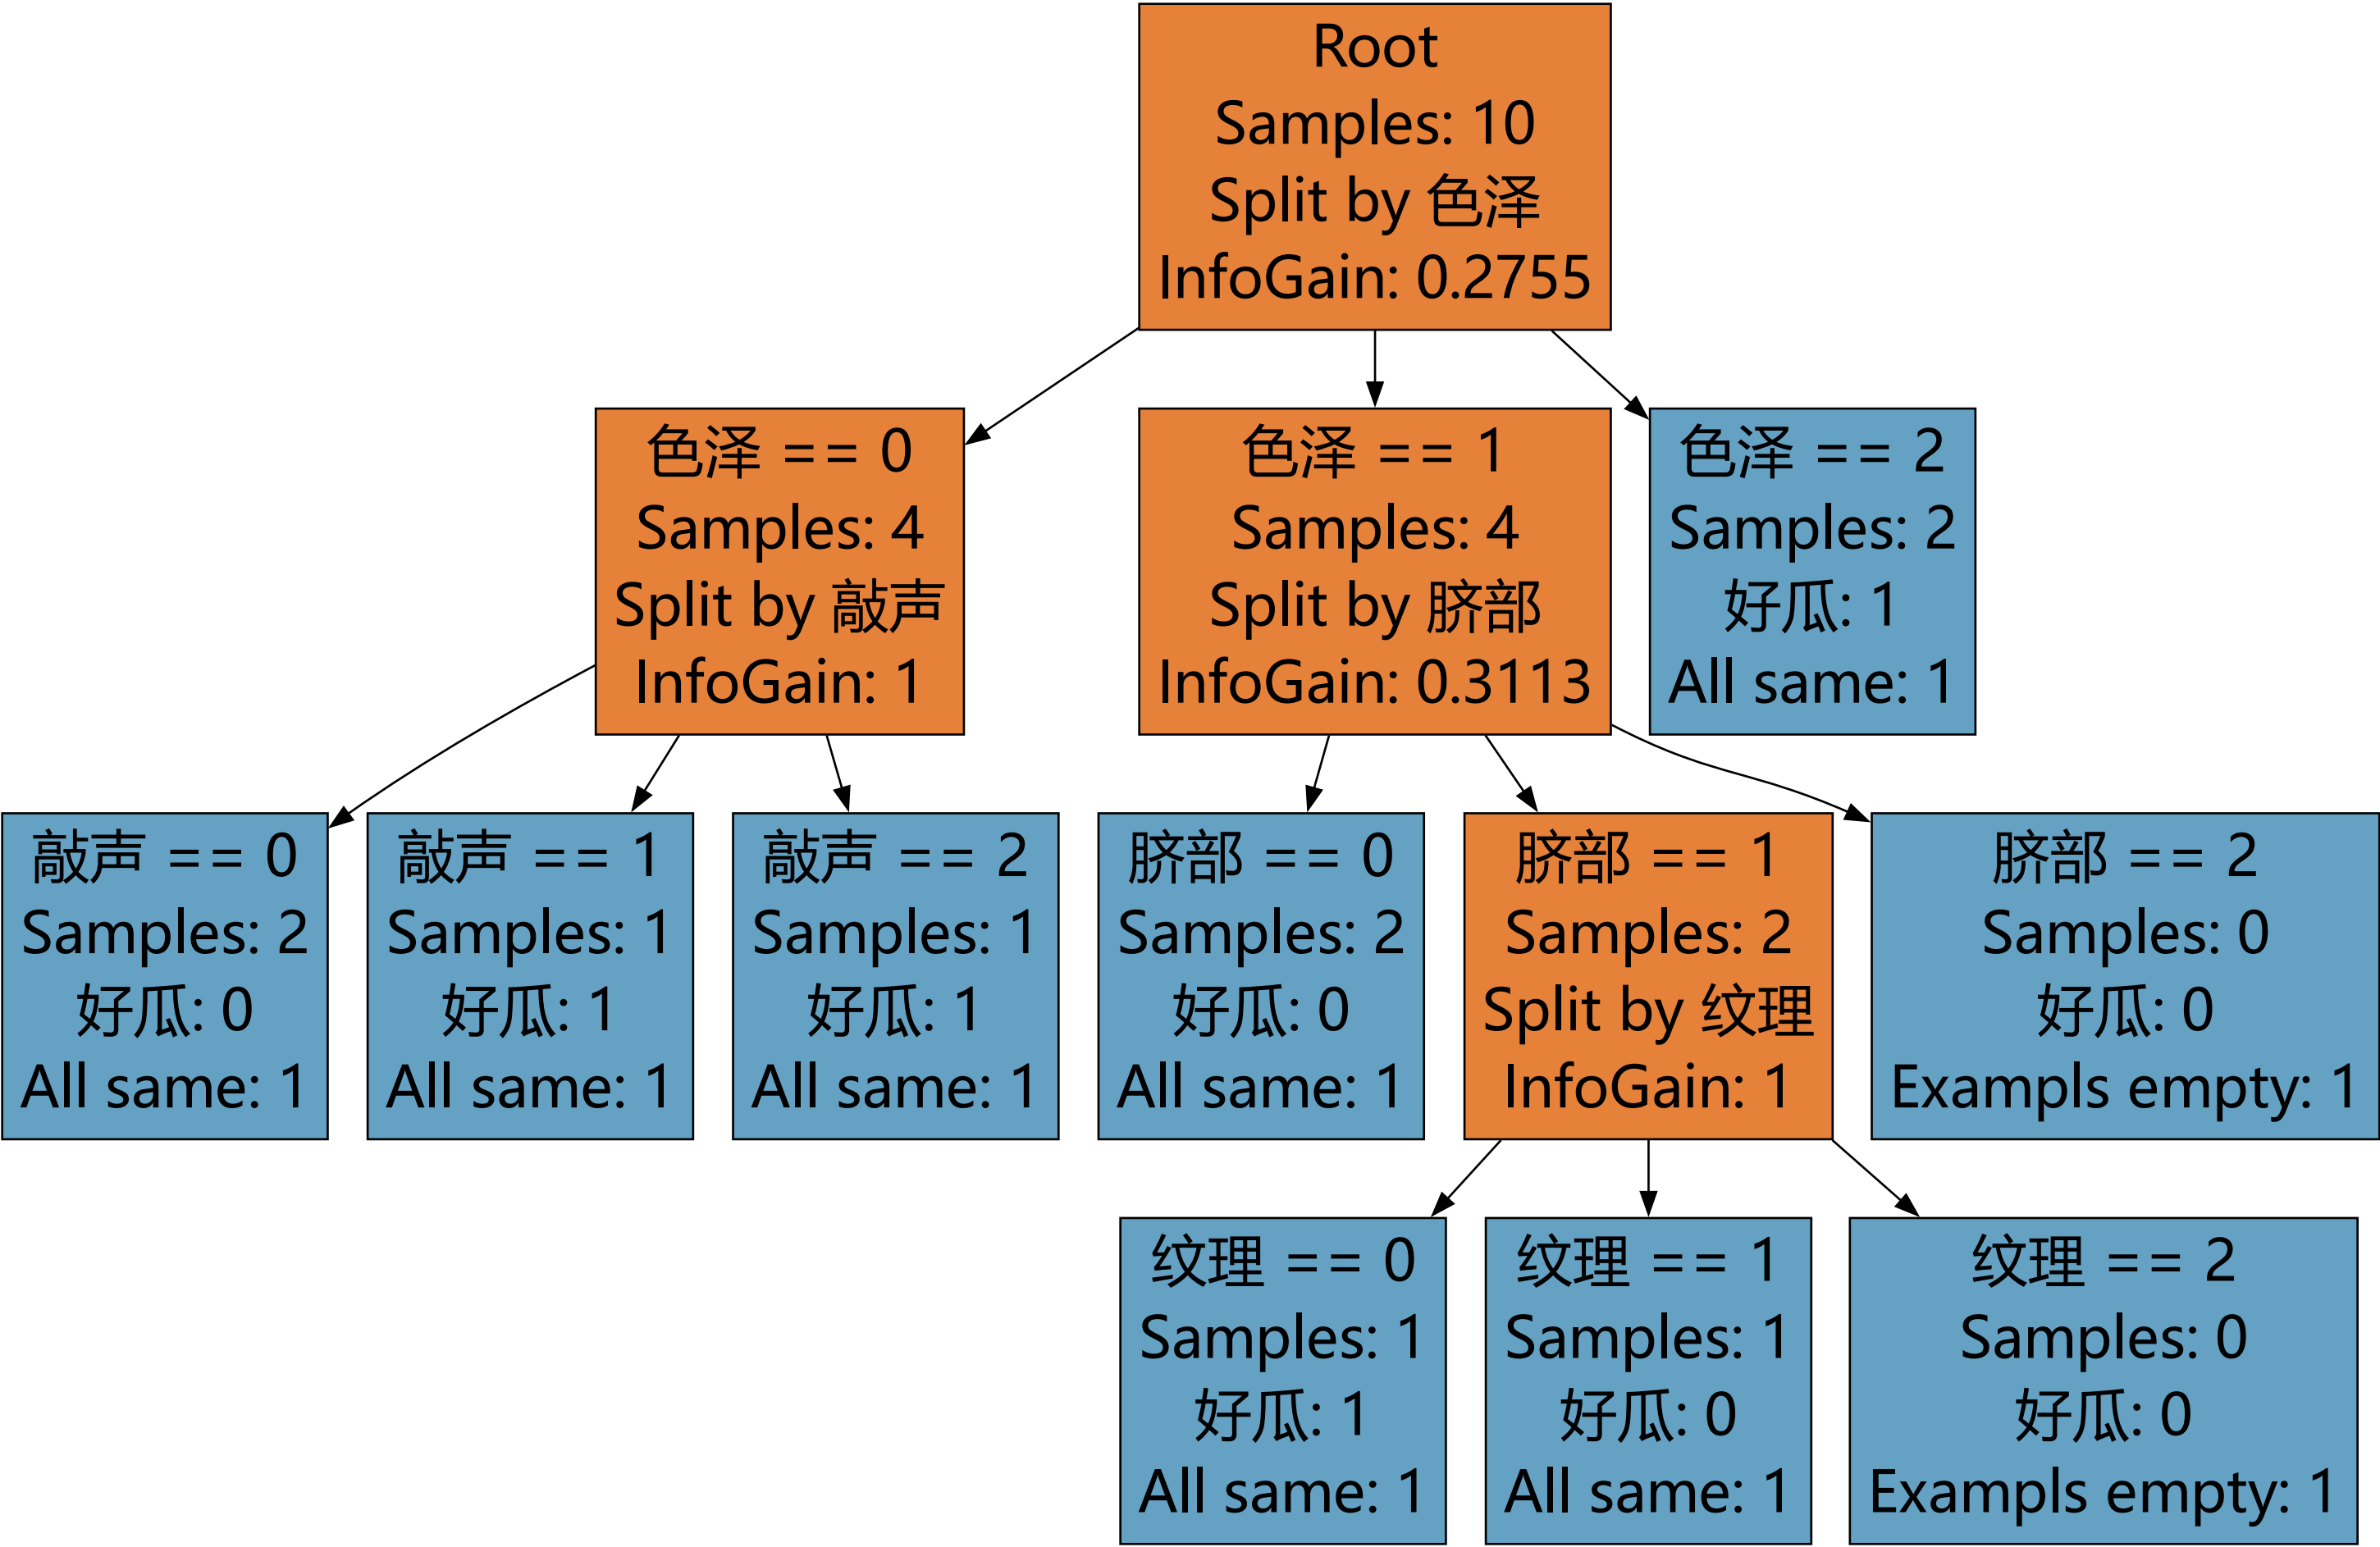 Root
Samples: 10
Split by 色泽
InfoGain: 0.2755
色泽 == 0
Samples: 4
Split by 敲声
InfoGain: 1
色泽 == 1
Samples: 4
Split by 脐部
InfoGain: 0.3113
色泽 == 2
Samples: 2
好瓜: 1
All same: 1
敲声 == 0
Samples: 2
好瓜: 0
All same: 1
敲声 == 1
Samples: 1
好瓜: 1
All same: 1
敲声 == 2
Samples: 1
好瓜: 1
All same: 1
脐部 == 0
Samples: 2
好瓜: 0
All same: 1
脐部 == 1
Samples: 2
Split by 纹理
InfoGain: 1
脐部 == 2
Samples: 0
好瓜: 0
Exampls empty: 1
纹理 == 0
Samples: 1
好瓜: 1
All same: 1
纹理 == 1
Samples: 1
好瓜: 0
All same: 1
纹理 == 2
Samples: 0
好瓜: 0
Exampls empty: 1